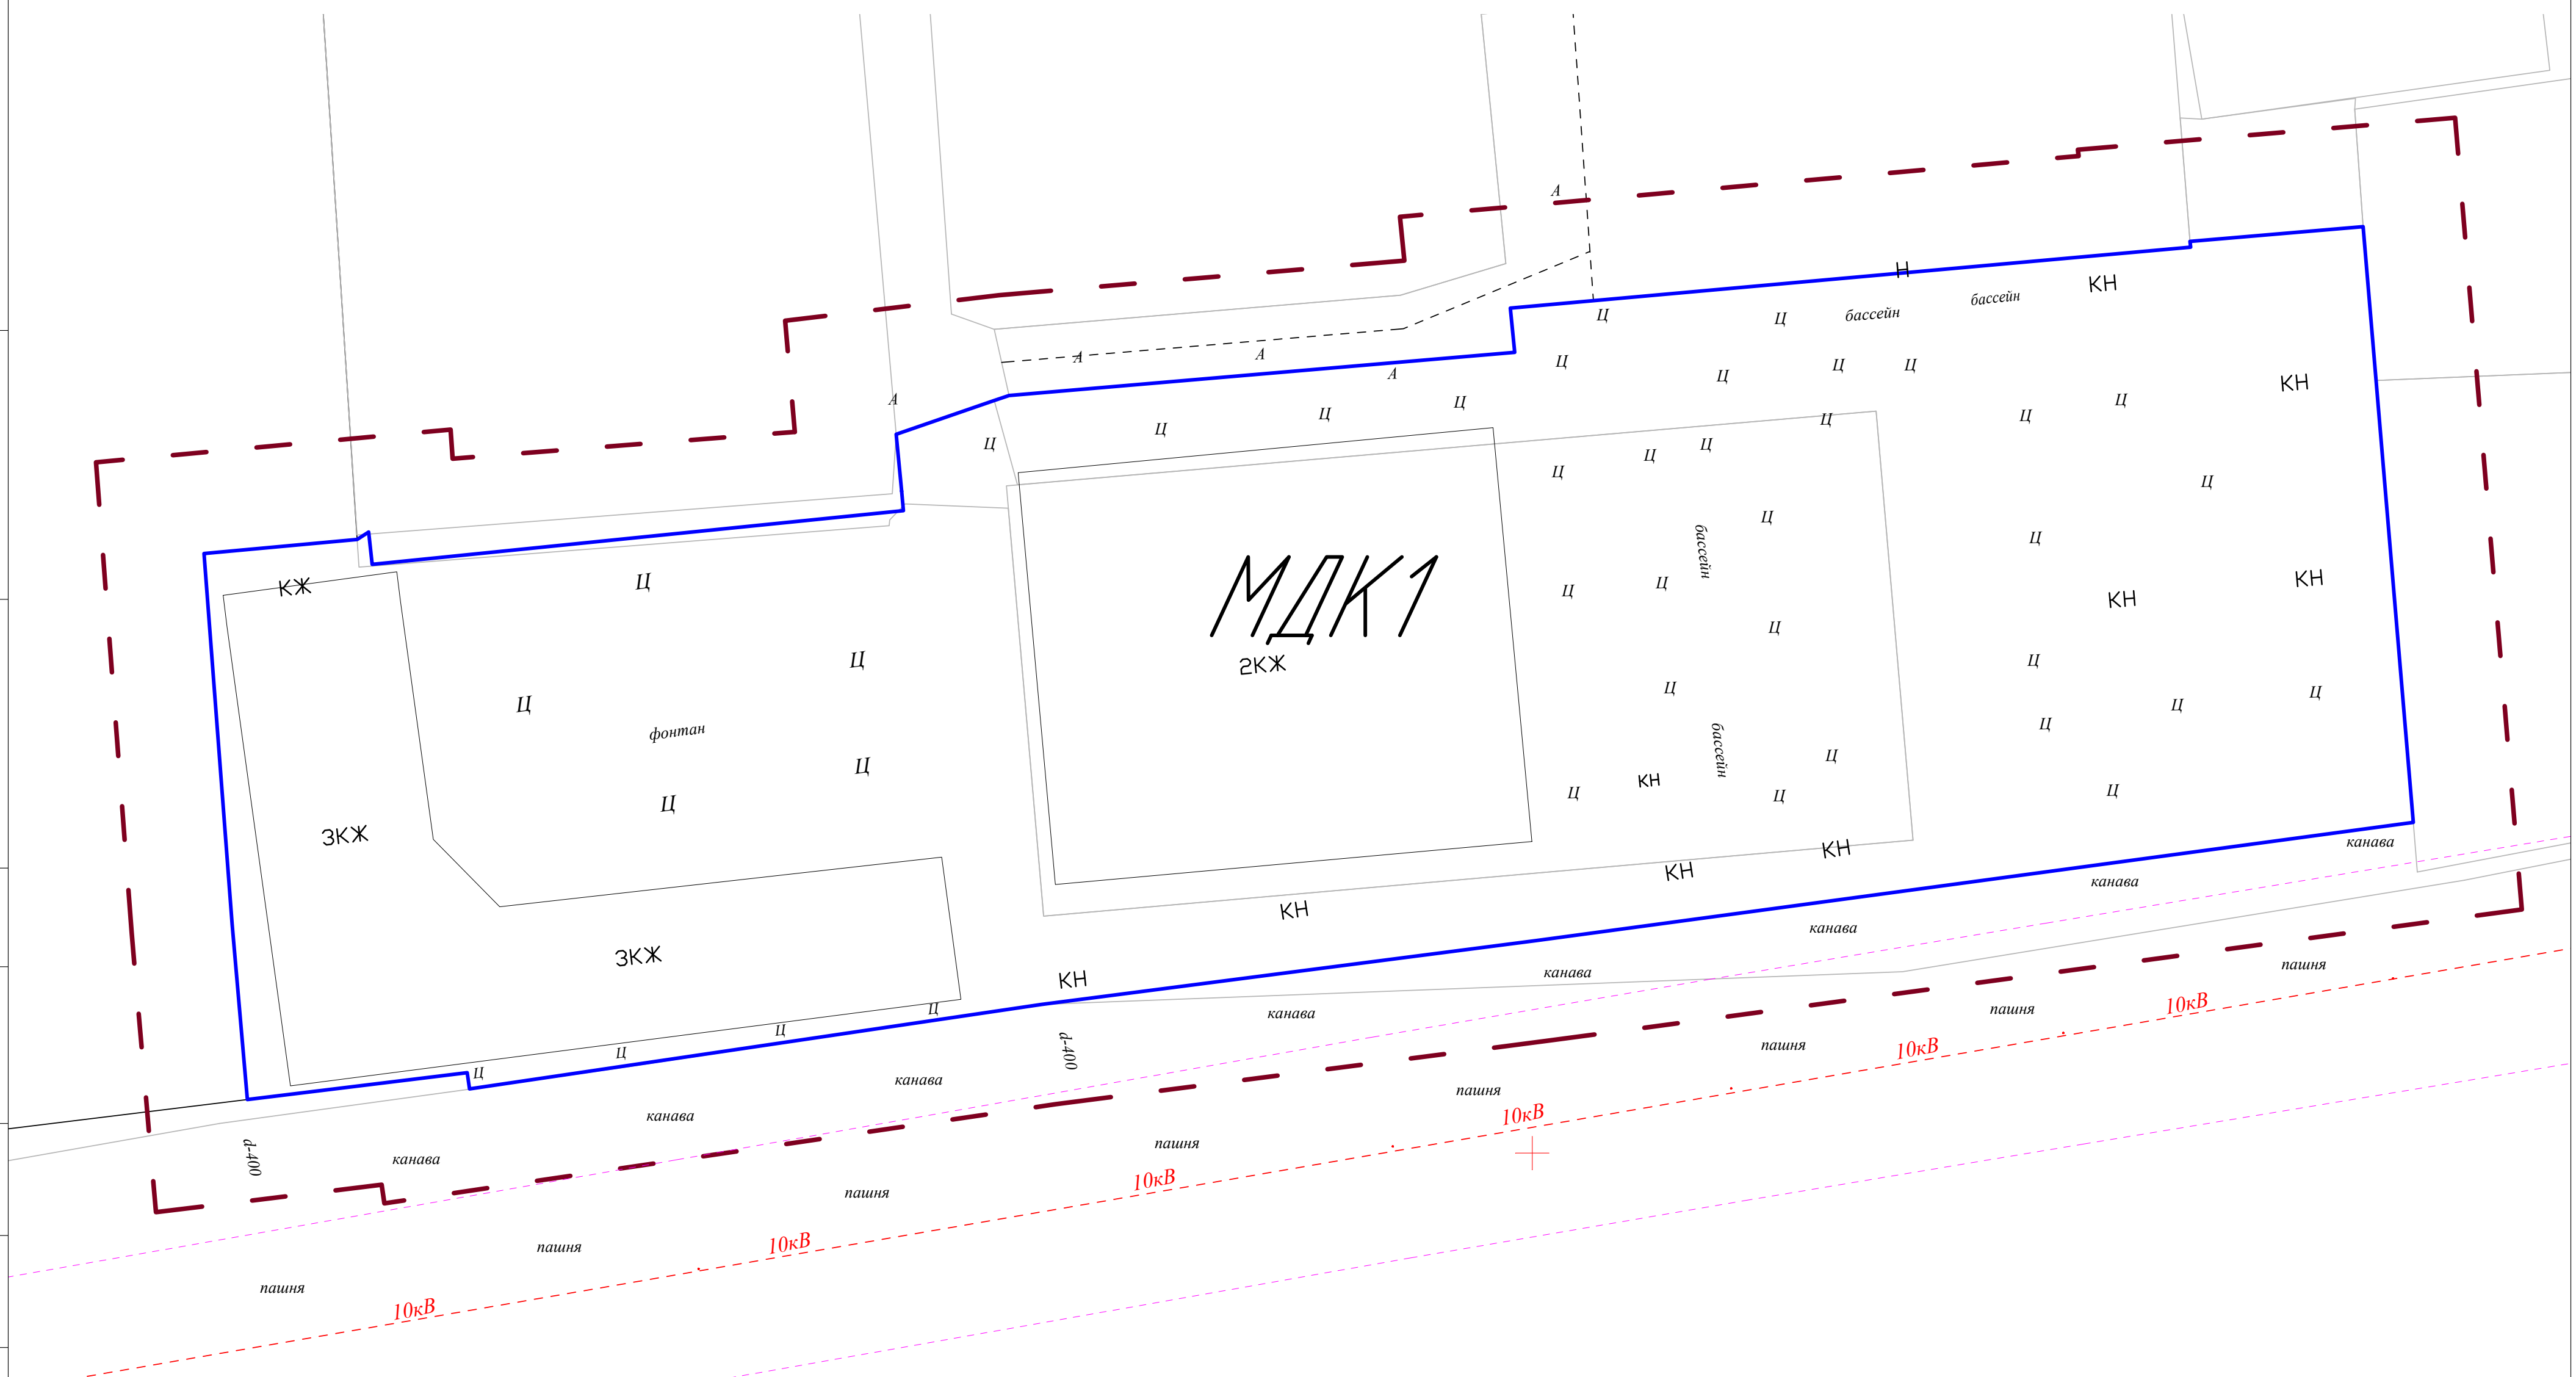 А
Н
КН
бассейн
бассейн
Ц
Ц
А
А
Ц
Ц
Ц
А
Ц
КН
А
Ц
Ц
Ц
Ц
Ц
Ц
Ц
Ц
Ц
Ц
Ц
Ц
Ц
бассейн
Ц
КЖ
Ц
МДК1
Ц
Ц
КН
КН
2КЖ
Ц
Ц
Ц
Ц
Ц
Ц
Ц
фонтан
бассейн
Ц
Ц
Ц
Ц
КН
Ц
Ц
Ц
3КЖ
КН
КН
канава
КН
канава
канава
3КЖ
КН
канава
пашня
Ц
канава
10кВ
пашня
Ц
Ц
d-400
10кВ
пашня
Ц
канава
пашня
10кВ
канава
пашня
d-400
канава
10кВ
пашня
пашня
10кВ
пашня
10кВ